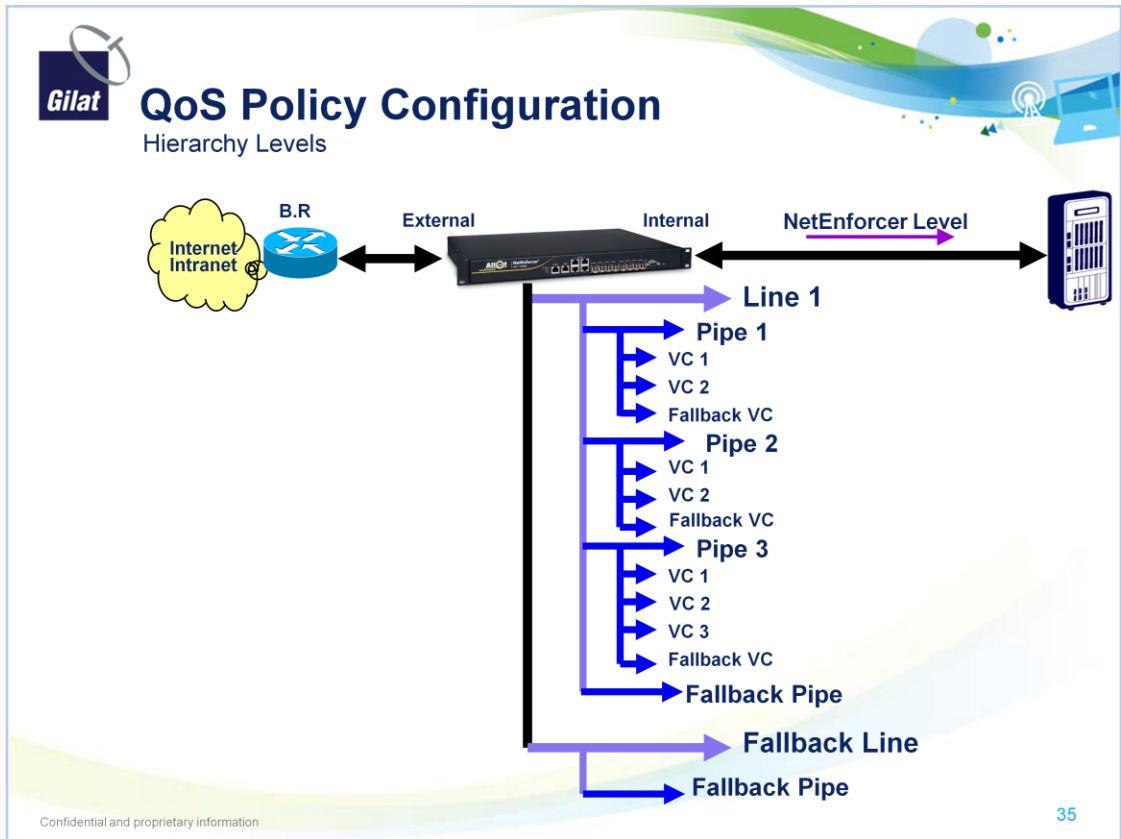 Gilat
QoS Policy Configuration
Hierarchy Levels
B.R
External
Internal
NetEnforcer Level
Internet
Intranet
Allot NetEnforcer
Line 1
Pipe 1
VC 1
VC 2
Fallback VC
Pipe 2
VC 1
VC 2
Fallback VC
Pipe 3
VC 1
VC 2
VC 3
Fallback VC
Fallback Pipe
Fallback Line
Fallback Pipe
Confidential and proprietary information
35